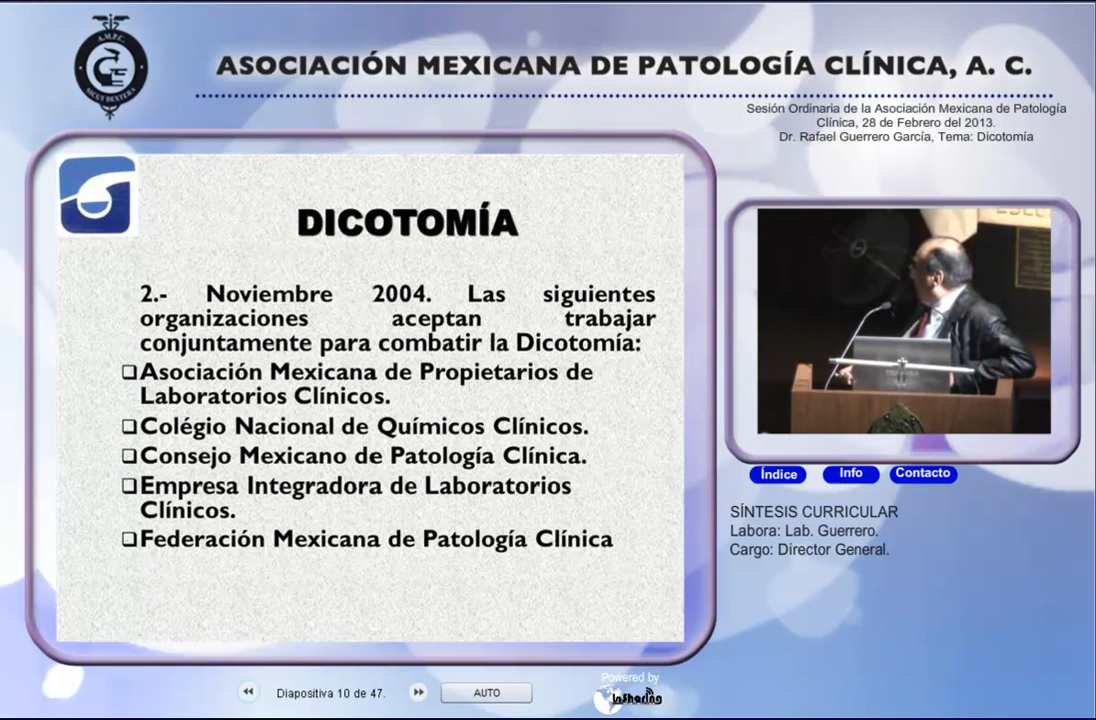 A.M.P.C.
SICUT DEXTERA
ASOCIACIÓN MEXICANA DE PATOLOGÍA CLÍNICA, A. C.
Sesión Ordinaria de la Asociación Mexicana de Patología
Clínica, 28 de Febrero del 2013.
Dr. Rafael Guerrero García, Tema: Dicotomía
DICOTOMÍA
2.- Noviembre 2004. Las siguientes
organizaciones aceptan trabajar
conjuntamente para combatir la Dicotomía:
❑Asociación Mexicana de Propietarios de
Laboratorios Clínicos.
❑Colégio Nacional de Químicos Clínicos.
❑Consejo Mexicano de Patología Clínica.
❑Empresa Integradora de Laboratorios
Clínicos.
❑Federación Mexicana de Patología Clínica
Índice Info Contacto
SÍNTESIS CURRICULAR
Labora: Lab. Guerrero.
Cargo: Director General.
Diapositiva 10 de 47.
AUTO
Powered by
InSharing